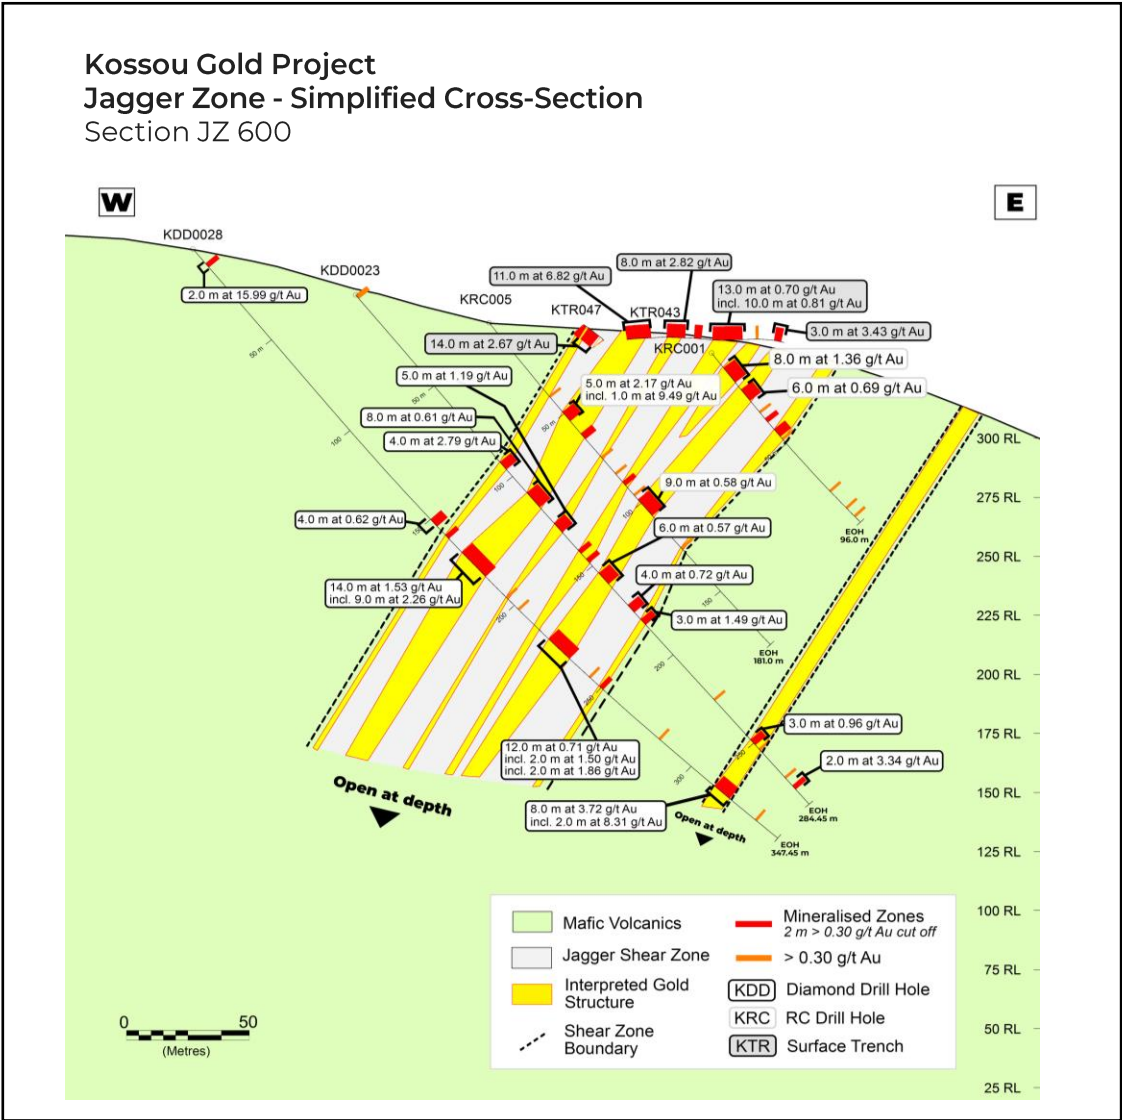 Kossou Gold Project
Jagger Zone - Simplified Cross-Section
Section JZ 600
W
E
KDD0028
2.0 m at 15.99 g/t Au
KDD0023
KRC005
KTR047
KTR043
KRC001
11.0 m at 6.82 g/t Au
8.0 m at 2.82 g/t Au
13.0 m at 0.70 g/t Au
incl. 10.0 m at 0.81 g/t Au
3.0 m at 3.43 g/t Au
14.0 m at 2.67 g/t Au
8.0 m at 1.36 g/t Au
6.0 m at 0.69 g/t Au
5.0 m at 1.19 g/t Au
5.0 m at 2.17 g/t Au
incl. 1.0 m at 9.49 g/t Au
8.0 m at 0.61 g/t Au
4.0 m at 2.79 g/t Au
9.0 m at 0.58 g/t Au
4.0 m at 0.62 g/t Au
6.0 m at 0.57 g/t Au
4.0 m at 0.72 g/t Au
3.0 m at 1.49 g/t Au
14.0 m at 1.53 g/t Au
incl. 9.0 m at 2.26 g/t Au
12.0 m at 0.71 g/t Au
incl. 2.0 m at 1.50 g/t Au
incl. 2.0 m at 1.86 g/t Au
8.0 m at 3.72 g/t Au
incl. 2.0 m at 8.31 g/t Au
3.0 m at 0.96 g/t Au
2.0 m at 3.34 g/t Au
50 m
100
200
300
50 m
100
150
200
50 m
100
150
EOH
96.0 m
EOH
181.0 m
EOH
284.45 m
EOH
347.45 m
Open at depth
Open at depth
300 RL
275 RL
250 RL
225 RL
200 RL
175 RL
150 RL
125 RL
100 RL
75 RL
50 RL
25 RL
0 50
(Metres)
Mafic Volcanics
Jagger Shear Zone
Interpreted Gold
Structure
Shear Zone
Boundary
Mineralised Zones
2 m > 0.30 g/t Au cut off
> 0.30 g/t Au
KDD Diamond Drill Hole
KRC RC Drill Hole
KTR Surface Trench